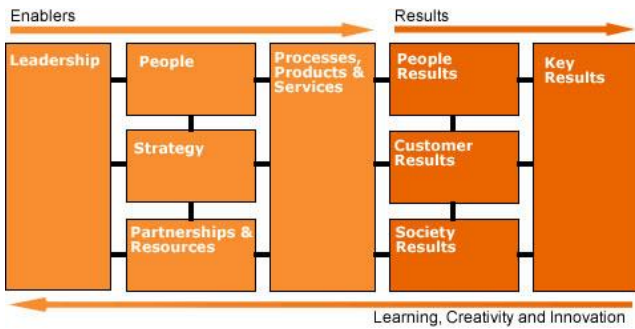 Enablers
Results
Leadership
People
Processes,
Products &
Services
People
Results
Key
Results
Strategy
Customer
Results
Partnerships &
Resources
Society
Results
Learning, Creativity and Innovation